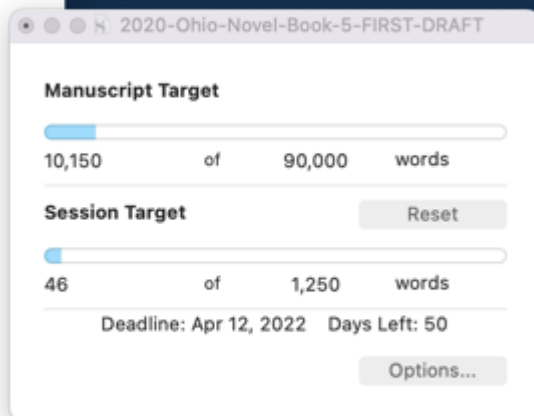 2020-Ohio-Novel-Book-5-FIRST-DRAFT
Manuscript Target
10,150 of 90,000 words
Session Target Reset
46 of 1,250 words
Deadline: Apr 12, 2022 Days Left: 50
Options...